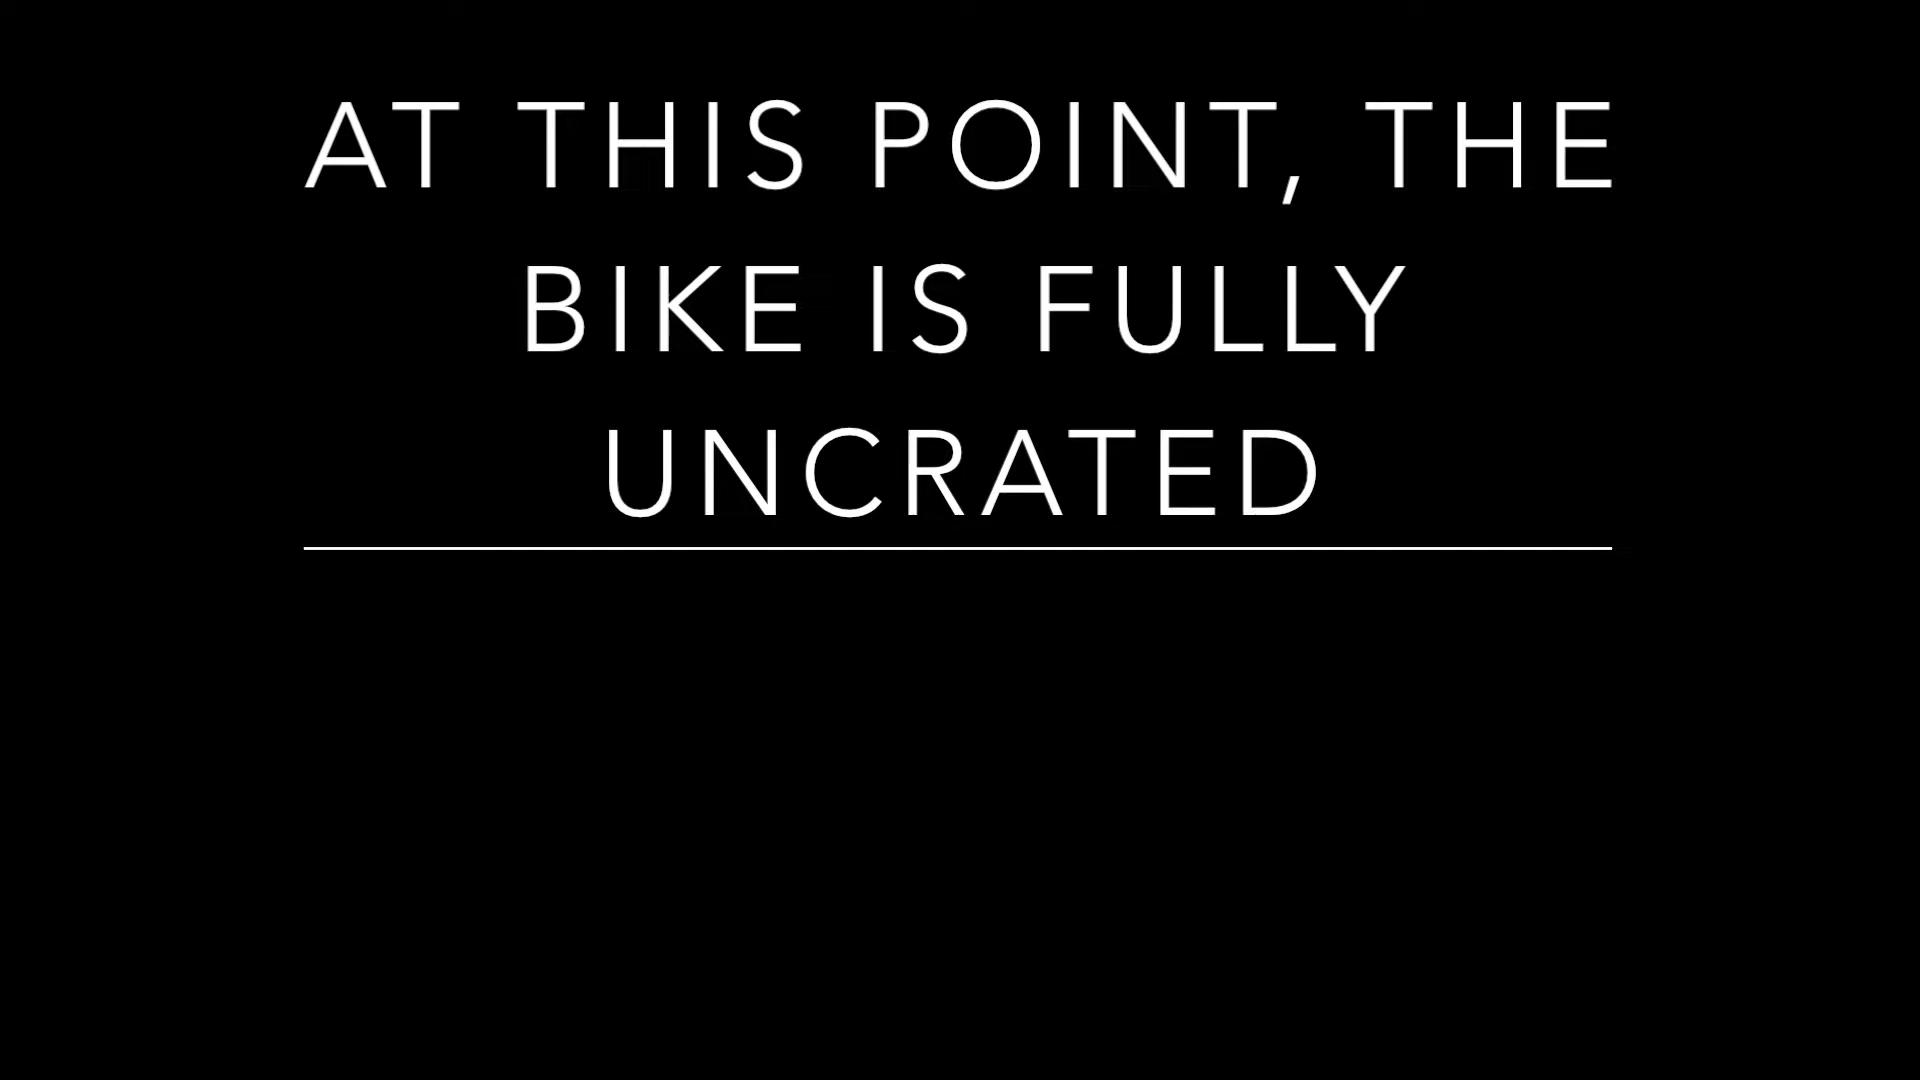 AT THIS POINT, THE
BIKE IS FULLY
UNCRATED